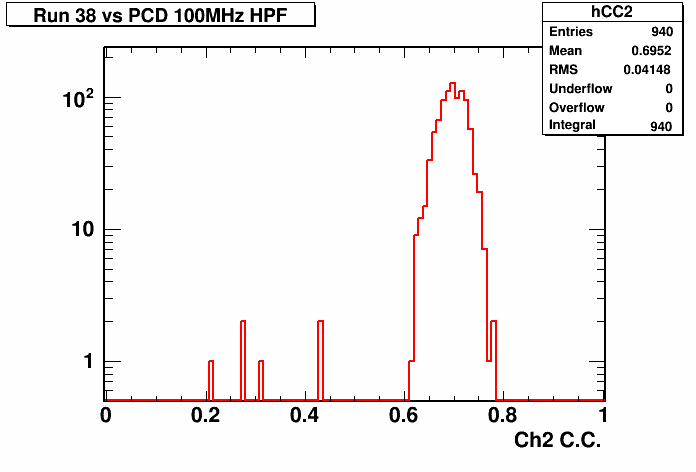 Run 38 vs PCD 100MHz HPF
hCC2
Entries 940
Mean 0.6952
RMS 0.04148
Underflow 0
Overflow 0
Integral 940
10²
10
1
0 0.2 0.4 0.6 0.8 1
Ch2 C.C.